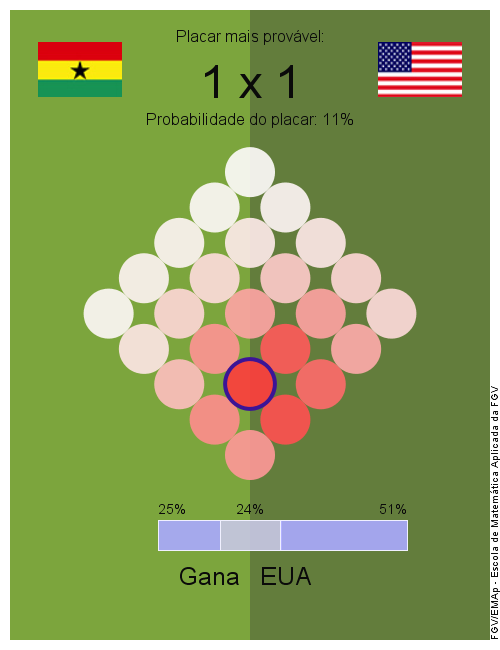 Placar mais provável:
1 x 1
Probabilidade do placar: 11%
25% 24% 51%
Gana EUA
FGV/EMAp - Escola de Matemática Aplicada da FGV